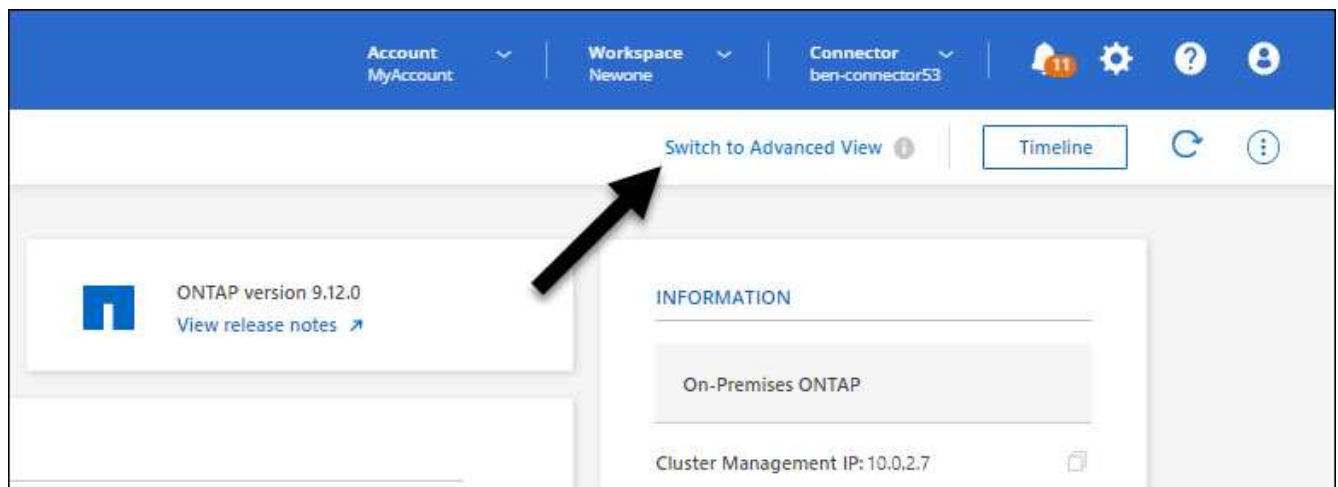 Account
MyAccount
Workspace
Newone
Connector
ben-connector53
11
Switch to Advanced View
Timeline
ONTAP version 9.12.0
View release notes
INFORMATION
On-Premises ONTAP
Cluster Management IP: 10.0.2.7